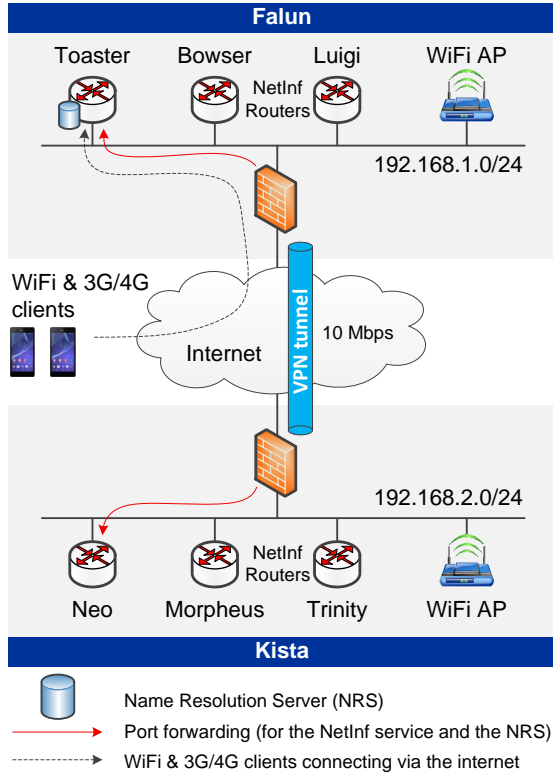 Falun
Toaster
Bowser
Luigi
WiFi AP
NetInf
Routers
192.168.1.0/24
WiFi & 3G/4G
clients
Internet
VPN tunnel
10 Mbps
192.168.2.0/24
NetInf
Routers
Neo
Morpheus
Trinity
WiFi AP
Kista
Name Resolution Server (NRS)
Port forwarding (for the NetInf service and the NRS)
WiFi & 3G/4G clients connecting via the internet